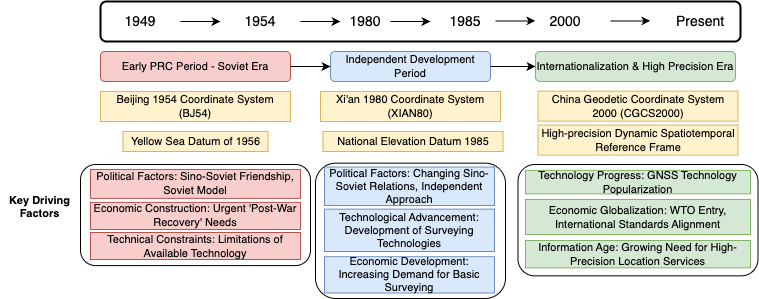 1949 1954 1980 1985 2000 Present
Early PRC Period - Soviet Era
Independent Development
Period
Internationalization & High Precision Era
Beijing 1954 Coordinate System
(BJ54)
Xi'an 1980 Coordinate System
(XIAN80)
China Geodetic Coordinate System
2000 (CGCS2000)
Yellow Sea Datum of 1956
National Elevation Datum 1985
High-precision Dynamic Spatiotemporal
Reference Frame
Key Driving
Factors
Political Factors: Sino-Soviet Friendship,
Soviet Model
Economic Construction: Urgent 'Post-War
Recovery' Needs
Technical Constraints: Limitations of
Available Technology
Political Factors: Changing Sino-
Soviet Relations, Independent
Approach
Technological Advancement:
Development of Surveying
Technologies
Economic Development:
Increasing Demand for Basic
Surveying
Technology Progress: GNSS Technology
Popularization
Economic Globalization: WTO Entry,
International Standards Alignment
Information Age: Growing Need for High-
Precision Location Services